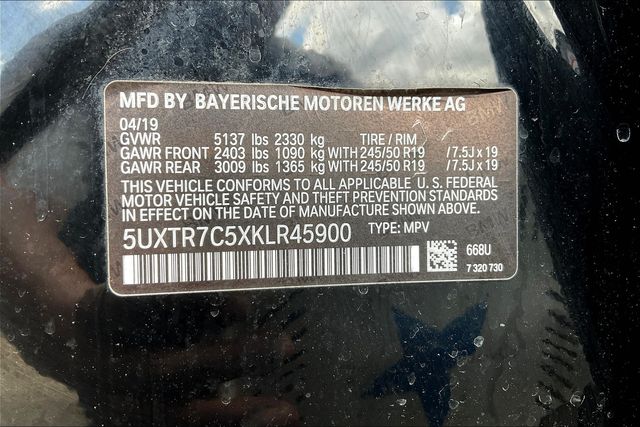 MFD BY BAYERISCHE MOTOREN WERKE AG
04/19
GVWR 5137 lbs 2330 kg TIRE / RIM
GAWR FRONT 2403 lbs 1090 kg WITH 245/50 R19 /7.5J x 19
GAWR REAR 3009 lbs 1365 kg WITH 245/50 R19 /7.5J x 19
THIS VEHICLE CONFORMS TO ALL APPLICABLE U. S. FEDERAL
MOTOR VEHICLE SAFETY AND THEFT PREVENTION STANDARDS
IN EFFECT ON THE DATE OF MANUFACTURE SHOWN ABOVE.
5UXTR7C5XKLR45900 TYPE: MPV
668U
7 320 730